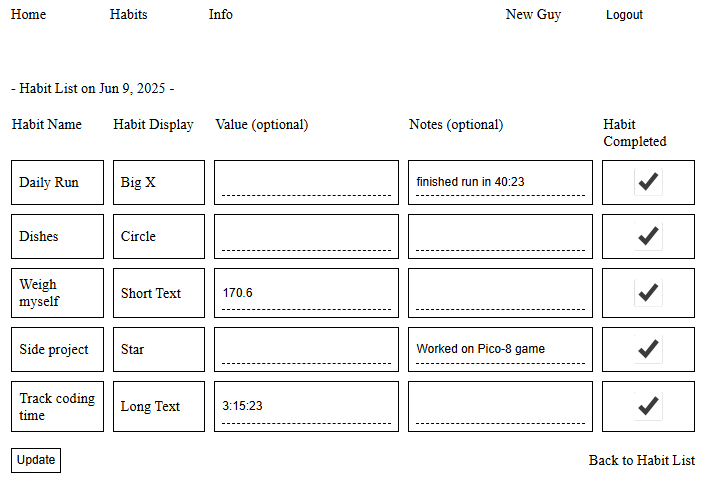 Home Habits Info New Guy Logout
- Habit List on Jun 9, 2025 -
Habit Name Habit Display Value (optional) Notes (optional) Habit
Completed
Daily Run Big X finished run in 40:23
Dishes Circle
Weigh
myself Short Text 170.6
Side project Star Worked on Pico-8 game
Track coding
time Long Text 3:15:23
Update Back to Habit List